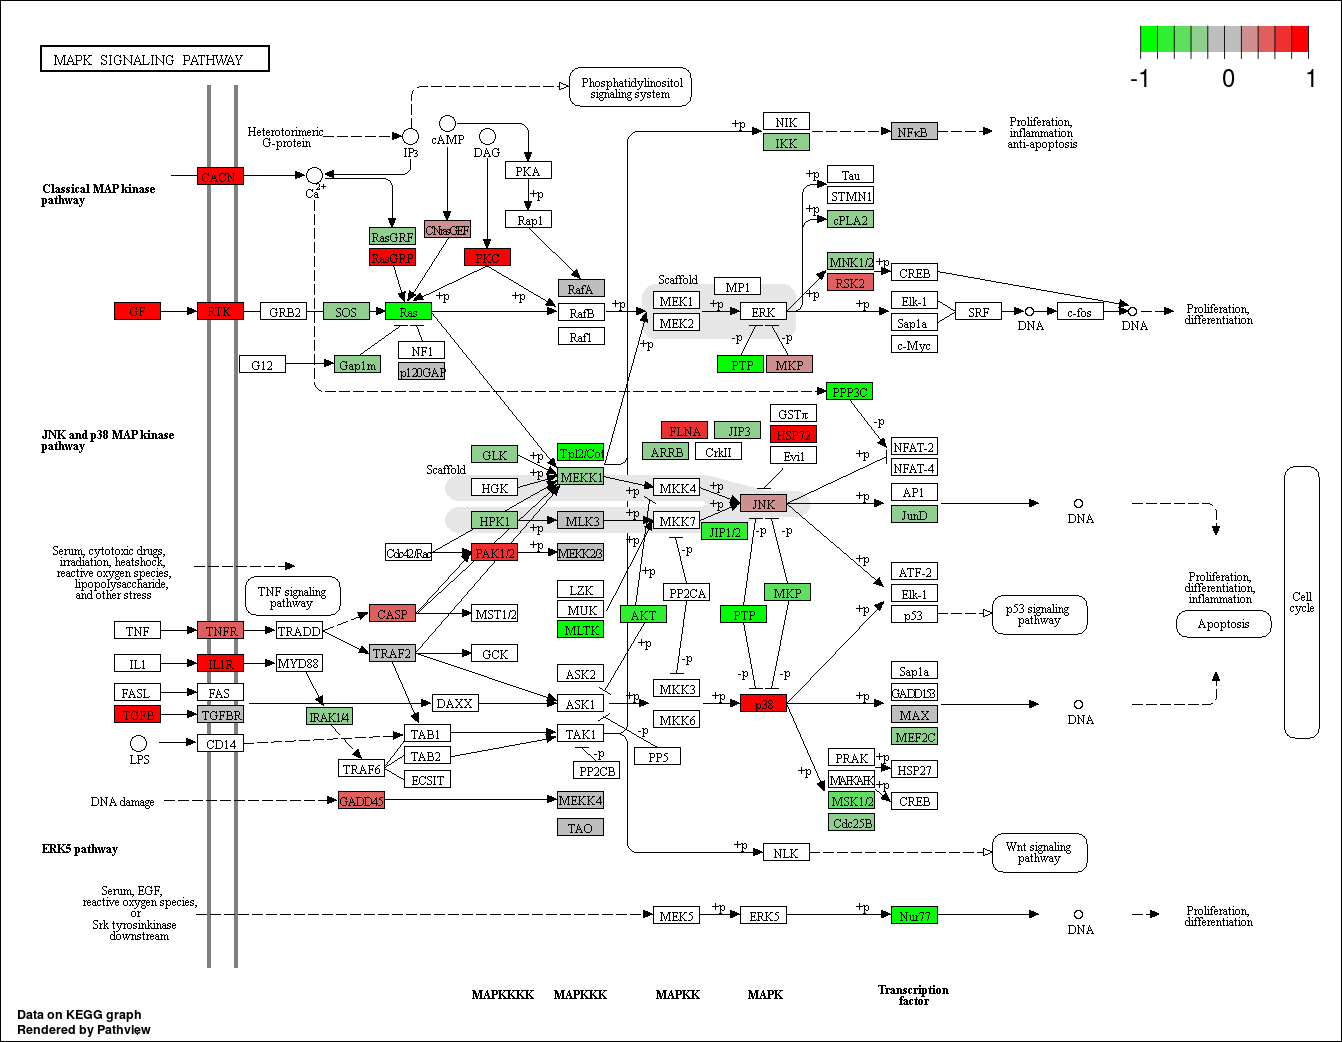 MAPK SIGNALING PATHWAY
-1 0 1
Phosphatidylinositol
signaling system
Heterotorimeric
G-protein
IP3
cAMP
DAG
+p
NIK
IKK
NFκB
Proliferation,
inflammation
anti-apoptosis
Classical MAP kinase
pathway
CACN
Ca2+
PKA
+p
Rap1
+p
Tau
STMN1
+p
cPLA2
RasGRF
RasGRP
CNrasGEF
PKC
MNK1/2
RSK2
+p
+p
CREB
Scaffold
MP1
RafA
RafB
Raf1
MEK1
MEK2
ERK
GF
RTK
GRB2
SOS
Ras
+p
+p
+p
+p
+p
+p
Elk-1
Sap1a
c-Myc
SRF
DNA
c-fos
DNA
Proliferation,
differentiation
G12
Gap1m
NF1
p120GAP
-p
-p
PTP
MKP
PPP3C
-p
JNK and p38 MAP kinase
pathway
GSTπ
HSP72
Evi1
FLNA
JIP3
ARRB
CrkII
NFAT-2
NFAT-4
+p
GLK
+p
Tpl2/Cot
MEKK1
Scaffold
HGK
+p
MKK4
+p
JNK
+p
AP1
JunD
DNA
HPK1
+p
MLK3
+p
MKK7
+p
JIP1/2
-p
-p
+p
Cdc42/Rac
PAK1/2
+p
MEKK2/3
+p
-p
Serum, cytotoxic drugs,
irradiation, heatshock,
reactive oxygen species,
lipopolysaccharide,
and other stress
TNF signaling
pathway
+p
ATF-2
Elk-1
p53
p53 signaling
pathway
Proliferation,
differentiation,
inflammation
Apoptosis
Cell
cycle
LZK
MUK
MLTK
PP2CA
AKT
PTP
MKP
CASP
MST1/2
TNF
TNFR
TRADD
TRAF2
GCK
+p
-p
-p
-p
+p
IL1
IL1R
MYD88
ASK2
MKK3
MKK6
Sap1a
GADD153
MAX
MEF2C
FASL
FAS
DAXX
ASK1
+p
+p
p38
+p
DNA
TGFB
TGFBR
IRAK1/4
LPS
CD14
TAB1
TAB2
ECSIT
TRAF6
TAK1
-p
-p
PP5
PP2CB
+p
PRAK
MAPKAPK
MSK1/2
Cdc25B
+p
+p
HSP27
CREB
DNA damage
GADD45
MEKK4
TAO
ERK5 pathway
+p
NLK
Wnt signaling
pathway
Serum, EGF,
reactive oxygen species,
or
Srk tyrosinkinase
downstream
MEK5
+p
ERK5
+p
Nur77
DNA
Proliferation,
differentiation
MAPKKKK
MAPKKK
MAPKK
MAPK
Transcription
factor
Data on KEGG graph
Rendered by Pathview